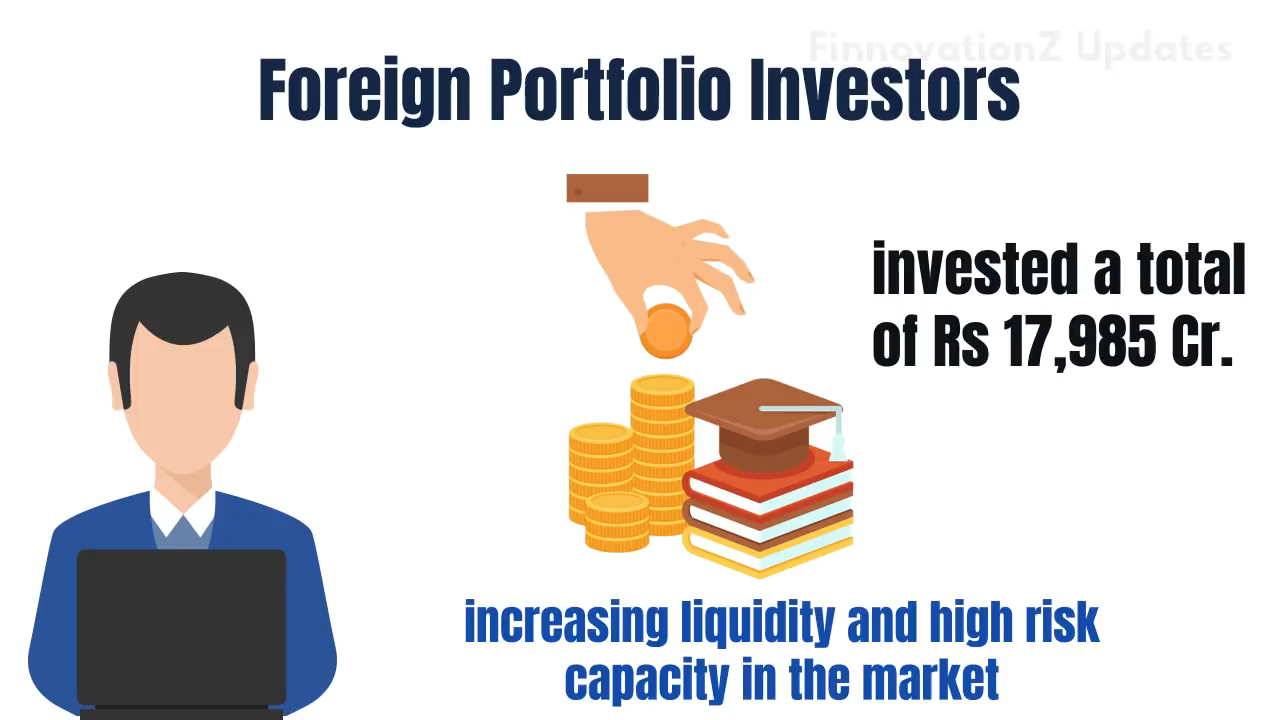 FinnovationZ Updates
Foreign Portfolio Investors
invested a total
of Rs 17,985 Cr.
increasing liquidity and high risk
capacity in the market